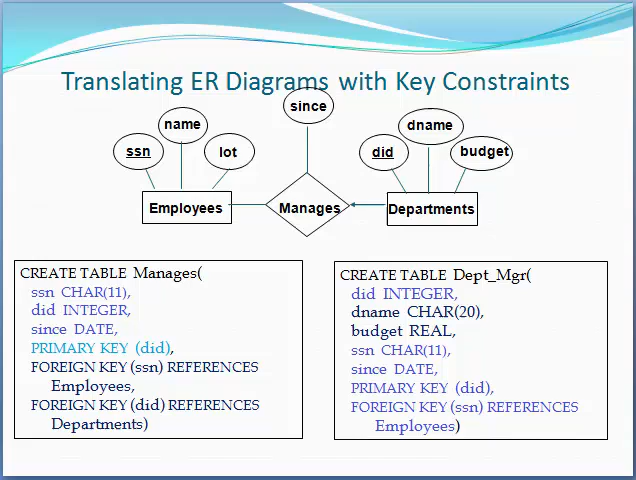 Translating ER Diagrams with Key Constraints
since
name
dname
ssn
lot
did
budget
Employees
Manages
Departments
CREATE TABLE Manages(
ssn CHAR(11),
did INTEGER,
since DATE,
PRIMARY KEY (did),
FOREIGN KEY (ssn) REFERENCES
Employees,
FOREIGN KEY (did) REFERENCES
Departments)
CREATE TABLE Dept_Mgr(
did INTEGER,
dname CHAR(20),
budget REAL,
ssn CHAR(11),
since DATE,
PRIMARY KEY (did),
FOREIGN KEY (ssn) REFERENCES
Employees)